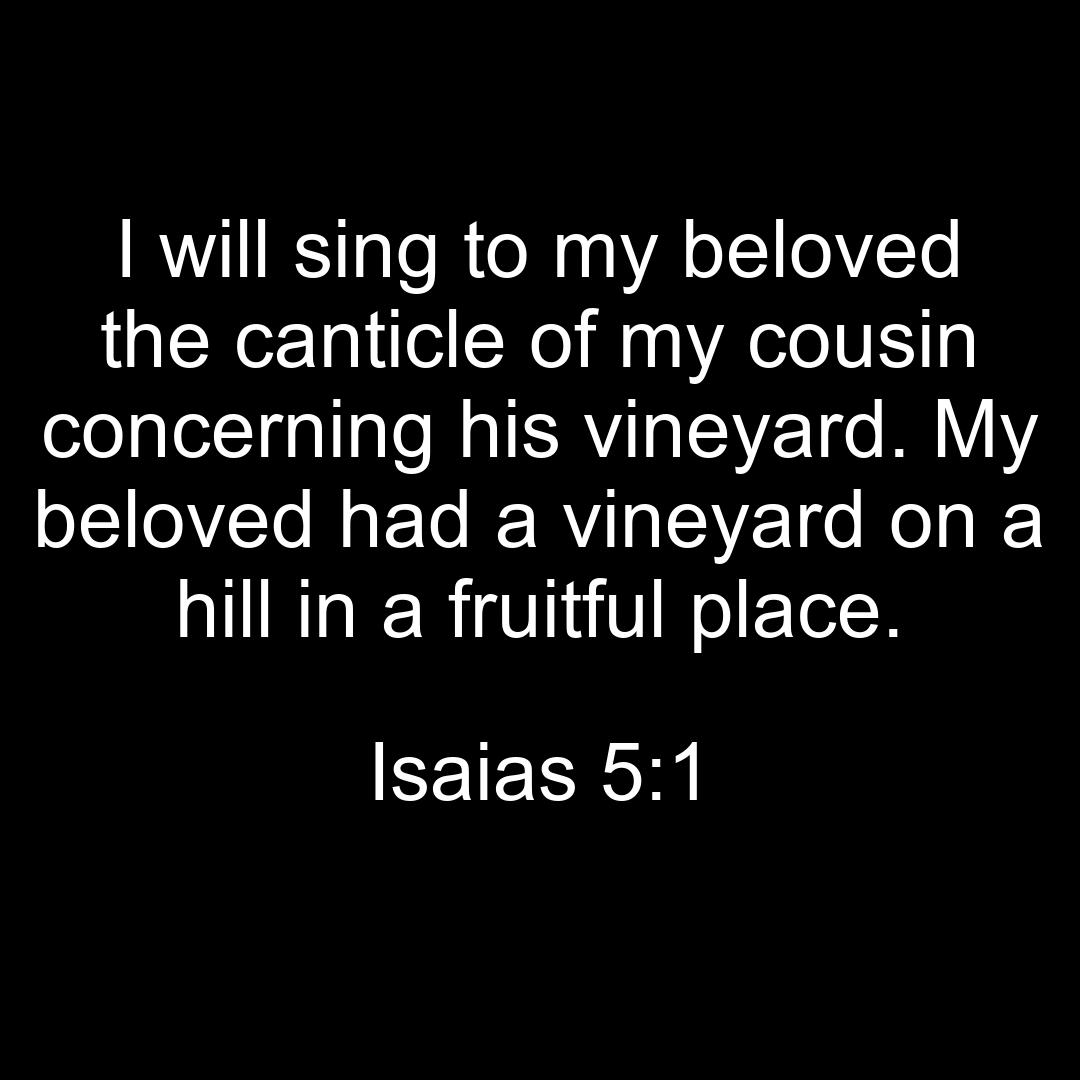 I will sing to my beloved
the canticle of my cousin
concerning his vineyard. My
beloved had a vineyard on a
hill in a fruitful place.
Isaias 5:1